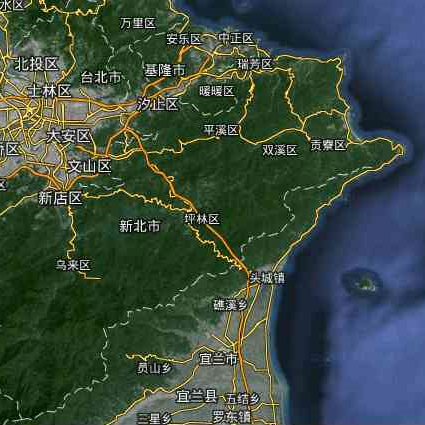 水区
万里区
安乐区
中正区
北投区
瑞芳区
台北市
基隆市
士林区
暖暖区
汐止区
大安区
平溪区
双溪区
贡寮区
桥区
文山区
新店区
区
坪林区
新北市
乌来区
头城镇
礁溪乡
宜兰市
员山乡
宜兰县
五结乡
三星乡
罗东镇